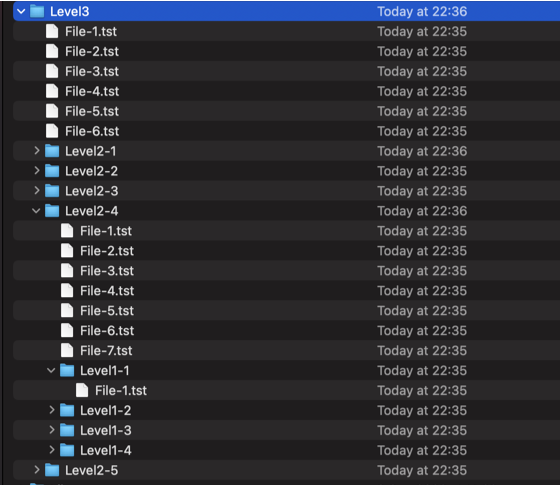 Level3 Today at 22:36
File-1.tst Today at 22:35
File-2.tst Today at 22:35
File-3.tst Today at 22:35
File-4.tst Today at 22:35
File-5.tst Today at 22:35
File-6.tst Today at 22:35
Level2-1 Today at 22:36
Level2-2 Today at 22:35
Level2-3 Today at 22:35
Level2-4 Today at 22:36
File-1.tst Today at 22:35
File-2.tst Today at 22:35
File-3.tst Today at 22:35
File-4.tst Today at 22:35
File-5.tst Today at 22:35
File-6.tst Today at 22:35
File-7.tst Today at 22:35
Level1-1 Today at 22:35
File-1.tst Today at 22:35
Level1-2 Today at 22:35
Level1-3 Today at 22:35
Level1-4 Today at 22:35
Level2-5 Today at 22:35